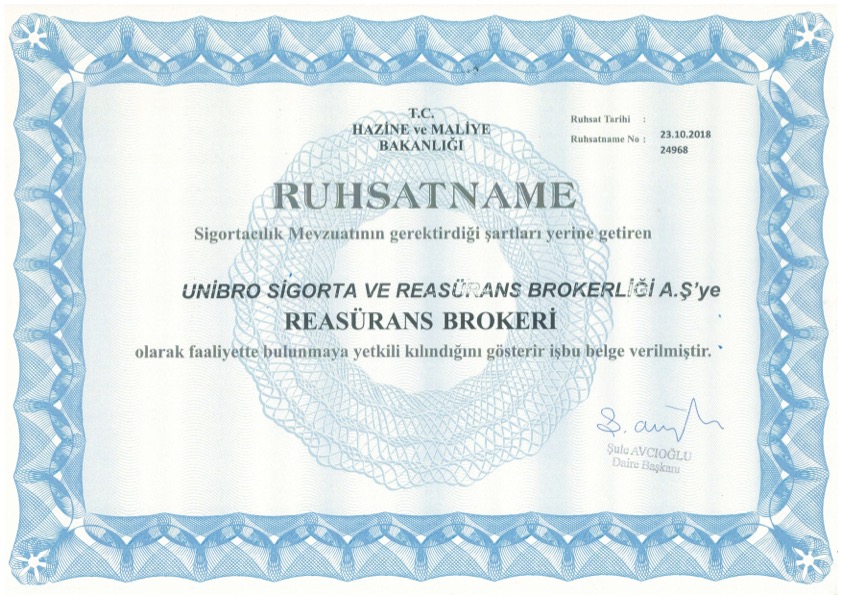 T.C.
HAZİNE ve MALİYE
BAKANLIĞI
Ruhsat Tarihi :
23.10.2018
Ruhsatname No :
24968
RUHSATNAME
Sigortacılık Mevzuatının gerektirdiği şartları yerine getiren
UNİBRO SİGORTA VE REASÜRANS BROKERLİĞİ A.Ş'ye
REASÜRANS BROKERİ
olarak faaliyette bulunmaya yetkili kılındığını gösterir işbu belge verilmiştir.
Şule AVCIOĞLU
Daire Başkanı